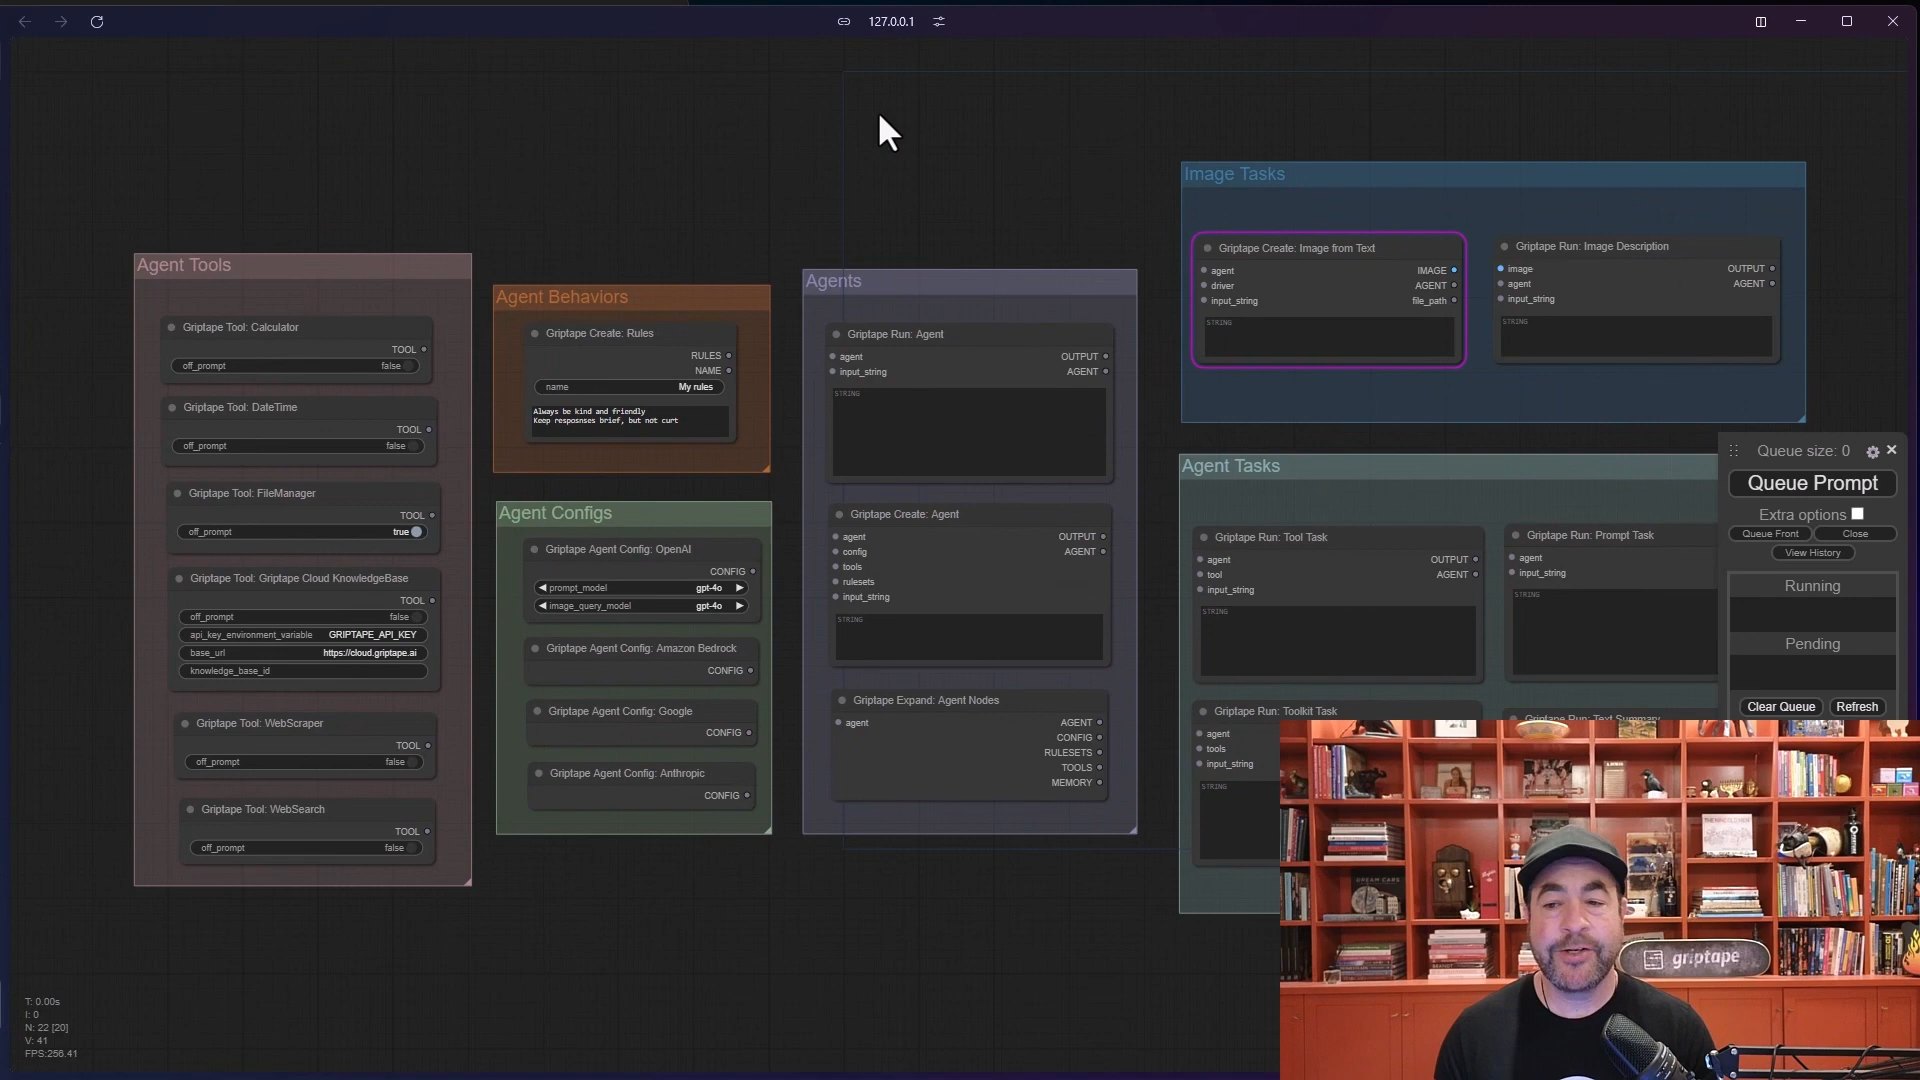 127.0.0.1
Agent Tools
Griptape Tool: Calculator
TOOL
off_prompt false
Griptape Tool: DateTime
TOOL
off_prompt false
Griptape Tool: FileManager
TOOL
off_prompt true
Griptape Tool: Griptape Cloud KnowledgeBase
TOOL
off_prompt false
api_key_environment_variable GRIPTAPE_API_KEY
base_url https://cloud.griptape.ai
knowledge_base_id
Griptape Tool: WebScraper
TOOL
off_prompt false
Griptape Tool: WebSearch
TOOL
off_prompt false
Agent Behaviors
Griptape Create: Rules
RULES
NAME
name My rules
Always be kind and friendly
Keep resposnses brief, but not curt
Agent Configs
Griptape Agent Config: OpenAI
CONFIG
prompt_model gpt-4o
image_query_model gpt-4o
Griptape Agent Config: Amazon Bedrock
CONFIG
Griptape Agent Config: Google
CONFIG
Griptape Agent Config: Anthropic
CONFIG
Agents
Griptape Run: Agent
agent OUTPUT
input_string AGENT
STRING
Griptape Create: Agent
agent OUTPUT
config AGENT
tools
rulesets
input_string
STRING
Griptape Expand: Agent Nodes
agent AGENT
CONFIG
RULESETS
TOOLS
MEMORY
Image Tasks
Griptape Create: Image from Text
agent IMAGE
driver AGENT
input_string file_path
STRING
Griptape Run: Image Description
image OUTPUT
agent AGENT
input_string
STRING
Agent Tasks
Griptape Run: Tool Task
agent OUTPUT
tool AGENT
input_string
STRING
Griptape Run: Prompt Task
agent
input_string
STRING
Griptape Run: Toolkit Task
agent
tools
input_string
STRING
Griptape Run: Text Summary
Queue size: 0
Queue Prompt
Extra options
Queue Front Close
View History
Running
Pending
Clear Queue Refresh
griptape
DREAM CARS
T: 0.00s
I: 0
N: 22 [20]
V: 41
FPS:256.41